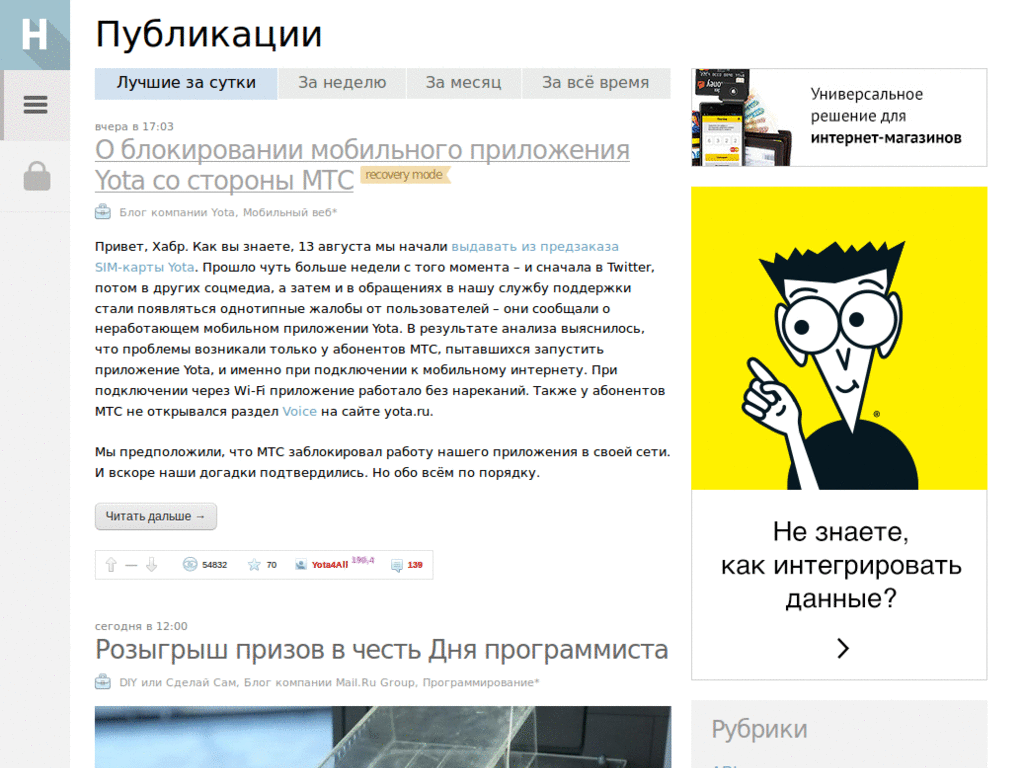 H
Публикации
Лучшие за сутки
За неделю
За месяц
За всё время
вчера в 17:03
О блокировании мобильного приложения
Yota со стороны МТС recovery mode
Блог компании Yota, Мобильный веб*
Привет, Хабр. Как вы знаете, 13 августа мы начали выдавать из предзаказа
SIM-карты Yota. Прошло чуть больше недели с того момента – и сначала в Twitter,
потом в других соцмедиа, а затем и в обращениях в нашу службу поддержки
стали появляться однотипные жалобы от пользователей – они сообщали о
неработающем мобильном приложении Yota. В результате анализа выяснилось,
что проблемы возникали только у абонентов МТС, пытавшихся запустить
приложение Yota, и именно при подключении к мобильному интернету. При
подключении через Wi-Fi приложение работало без нареканий. Также у абонентов
МТС не открывался раздел Voice на сайте yota.ru.
Мы предположили, что МТС заблокировал работу нашего приложения в своей сети.
И вскоре наши догадки подтвердились. Но обо всём по порядку.
Читать дальше →
— 54832 70 Yota4All 190,4 139
сегодня в 12:00
Розыгрыш призов в честь Дня программиста
DIY или Сделай Сам, Блог компании Mail.Ru Group, Программирование*
Универсальное
решение для
интернет-магазинов
®
Не знаете,
как интегрировать
данные?
Рубрики